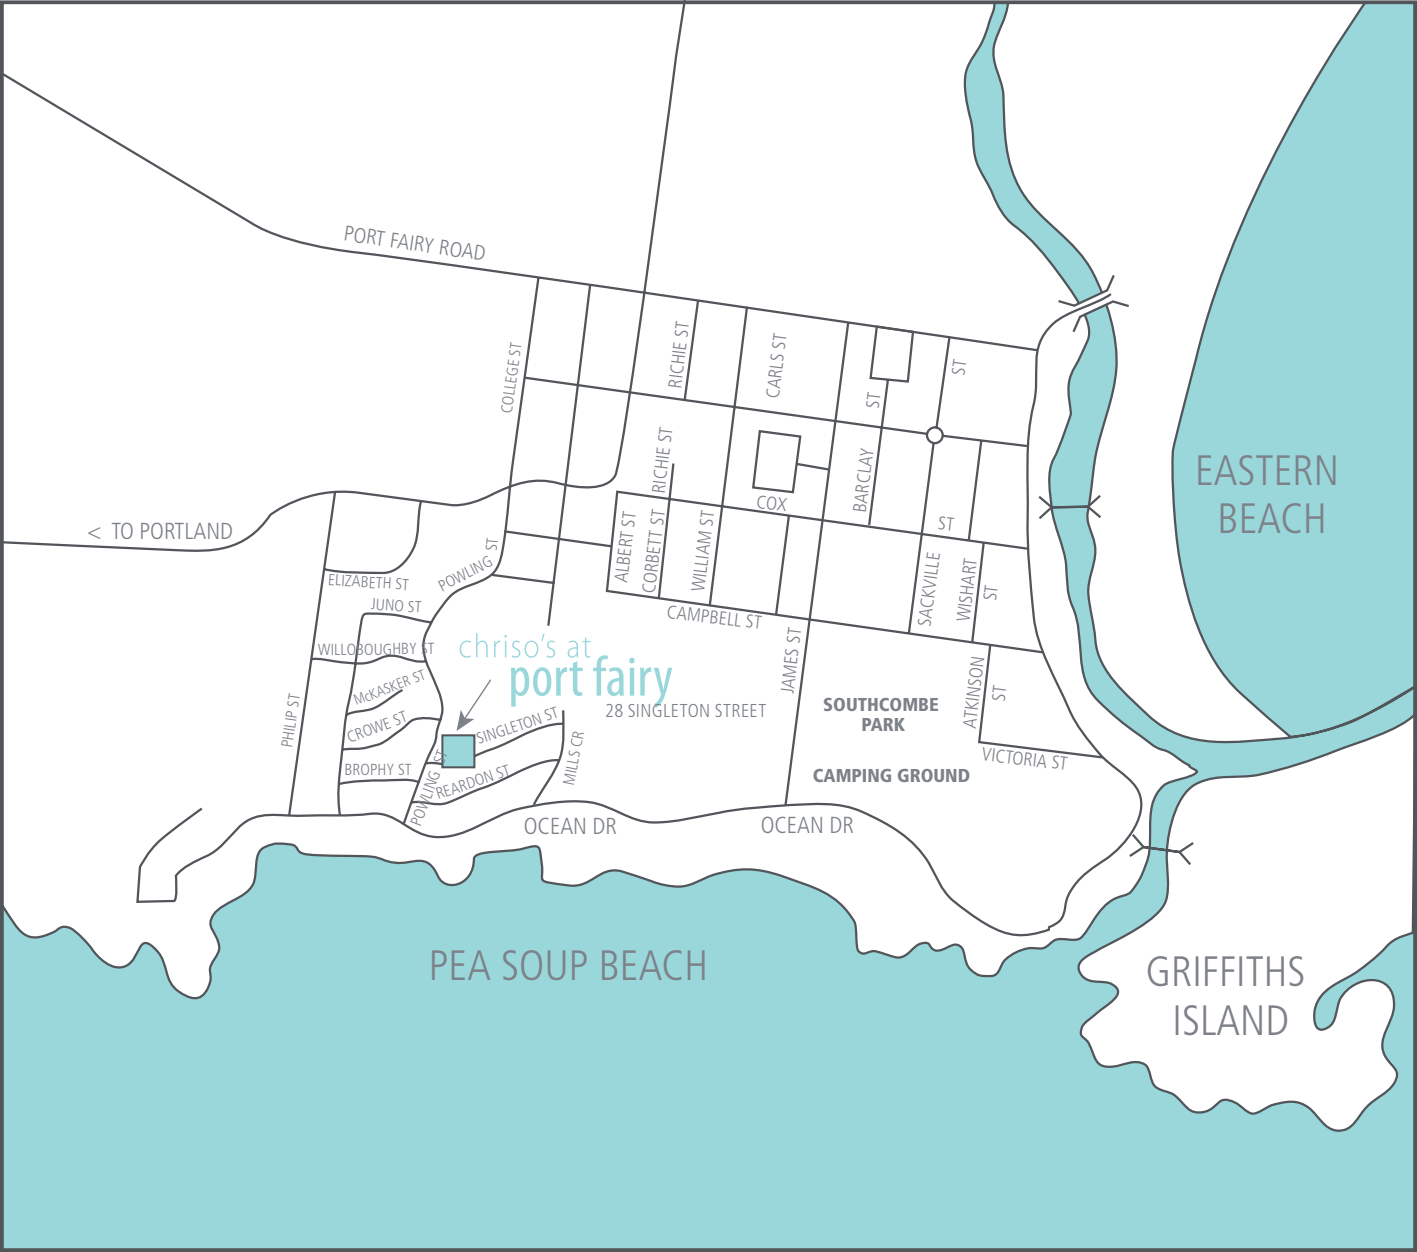 PORT FAIRY ROAD
COLLEGE ST
RICHIE ST
CARLS ST
ST
ST
RICHIE ST
BARCLAY
COX
ST
< TO PORTLAND
ALBERT ST
CORBETT ST
WILLIAM ST
SACKVILLE
WISHART
ST
POWLING ST
ELIZABETH ST
JUNO ST
CAMPBELL ST
WILLOBOUGHBY ST
chriso's at
port fairy
28 SINGLETON STREET
JAMES ST
McKASKER ST
CROWE ST
PHILIP ST
SINGLETON ST
MILLS CR
BROPHY ST
POWLING ST
REARDON ST
ATKINSON
ST
SOUTHCOMBE
PARK
CAMPING GROUND
VICTORIA ST
OCEAN DR
OCEAN DR
EASTERN
BEACH
PEA SOUP BEACH
GRIFFITHS
ISLAND